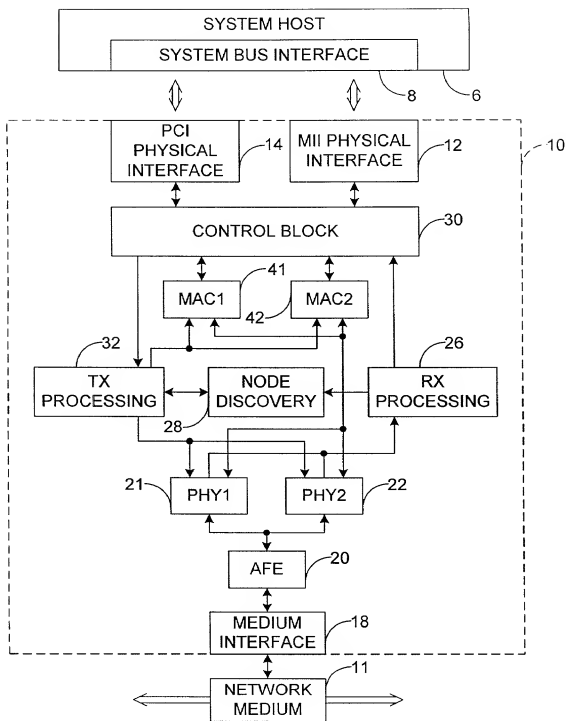 SYSTEM HOST
SYSTEM BUS INTERFACE
8
6
PCI
PHYSICAL
INTERFACE
14
MII PHYSICAL
INTERFACE
12
10
CONTROL BLOCK
30
41
MAC1
42
MAC2
32
26
TX
PROCESSING
NODE
DISCOVERY
28
RX
PROCESSING
21
PHY1
PHY2
22
AFE
20
MEDIUM
INTERFACE
18
11
NETWORK
MEDIUM